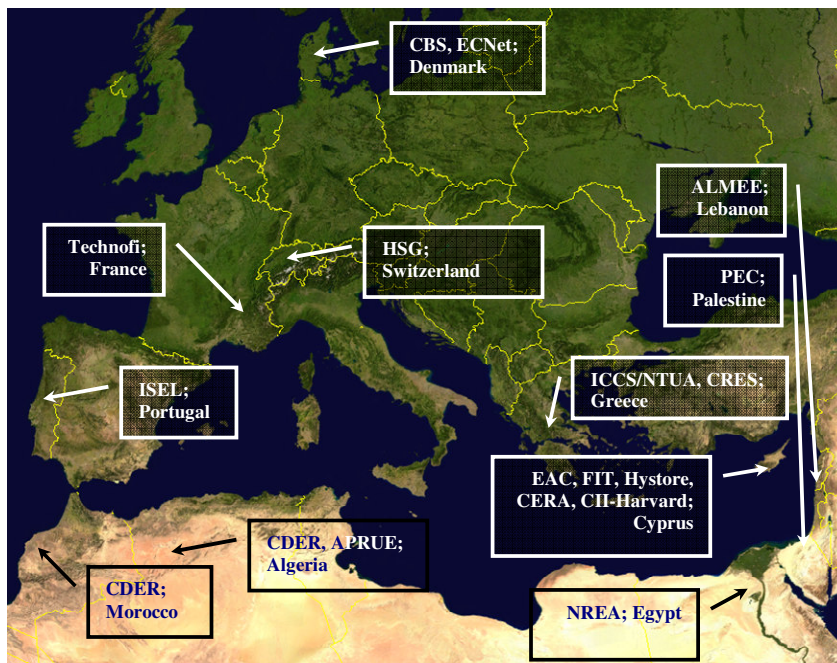 CBS, ECNet;
Denmark
ALMEE;
Lebanon
Technofi;
France
HSG;
Switzerland
PEC;
Palestine
ISEL;
Portugal
ICCS/NTUA, CRES;
Greece
EAC, FIT, Hystore,
CERA, CII-Harvard;
Cyprus
CDER, APRUE;
Algeria
CDER;
Morocco
NREA; Egypt